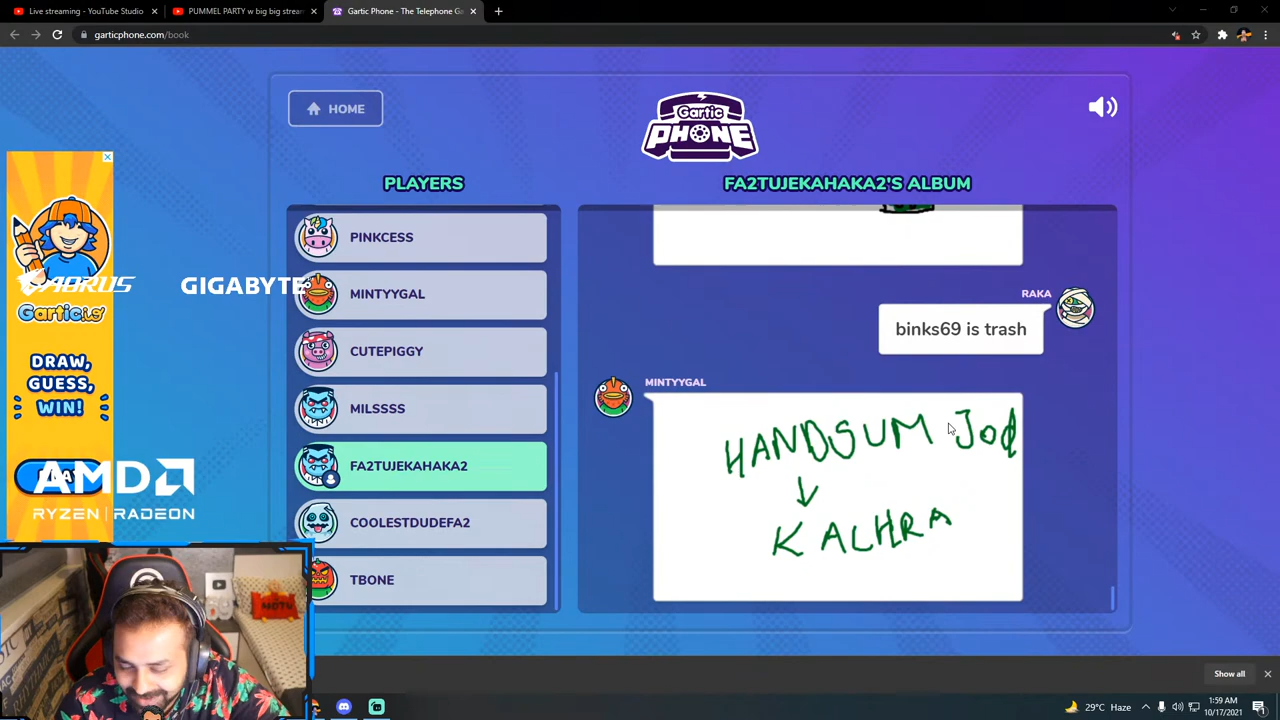 Live streaming - YouTube Studio
PUMMEL PARTY w big big strea
Gartic Phone - The Telephone Ga
garticphone.com/book
HOME
Gartic
PHONE
PLAYERS
FA2TUJEKAHAKA2'S ALBUM
PINKCESS
MINTYYGAL
CUTEPIGGY
MILSSSS
FA2TUJEKAHAKA2
COOLESTDUDEFA2
TBONE
RAKA
binks69 is trash
MINTYYGAL
HANDSUM Jod
KALHRA
AORUS
GIGABYTE
Gartic.io
DRAW,
GUESS,
WIN!
AMD
RYZEN | RADEON
Show all
29°C Haze
1:59 AM
10/17/2021